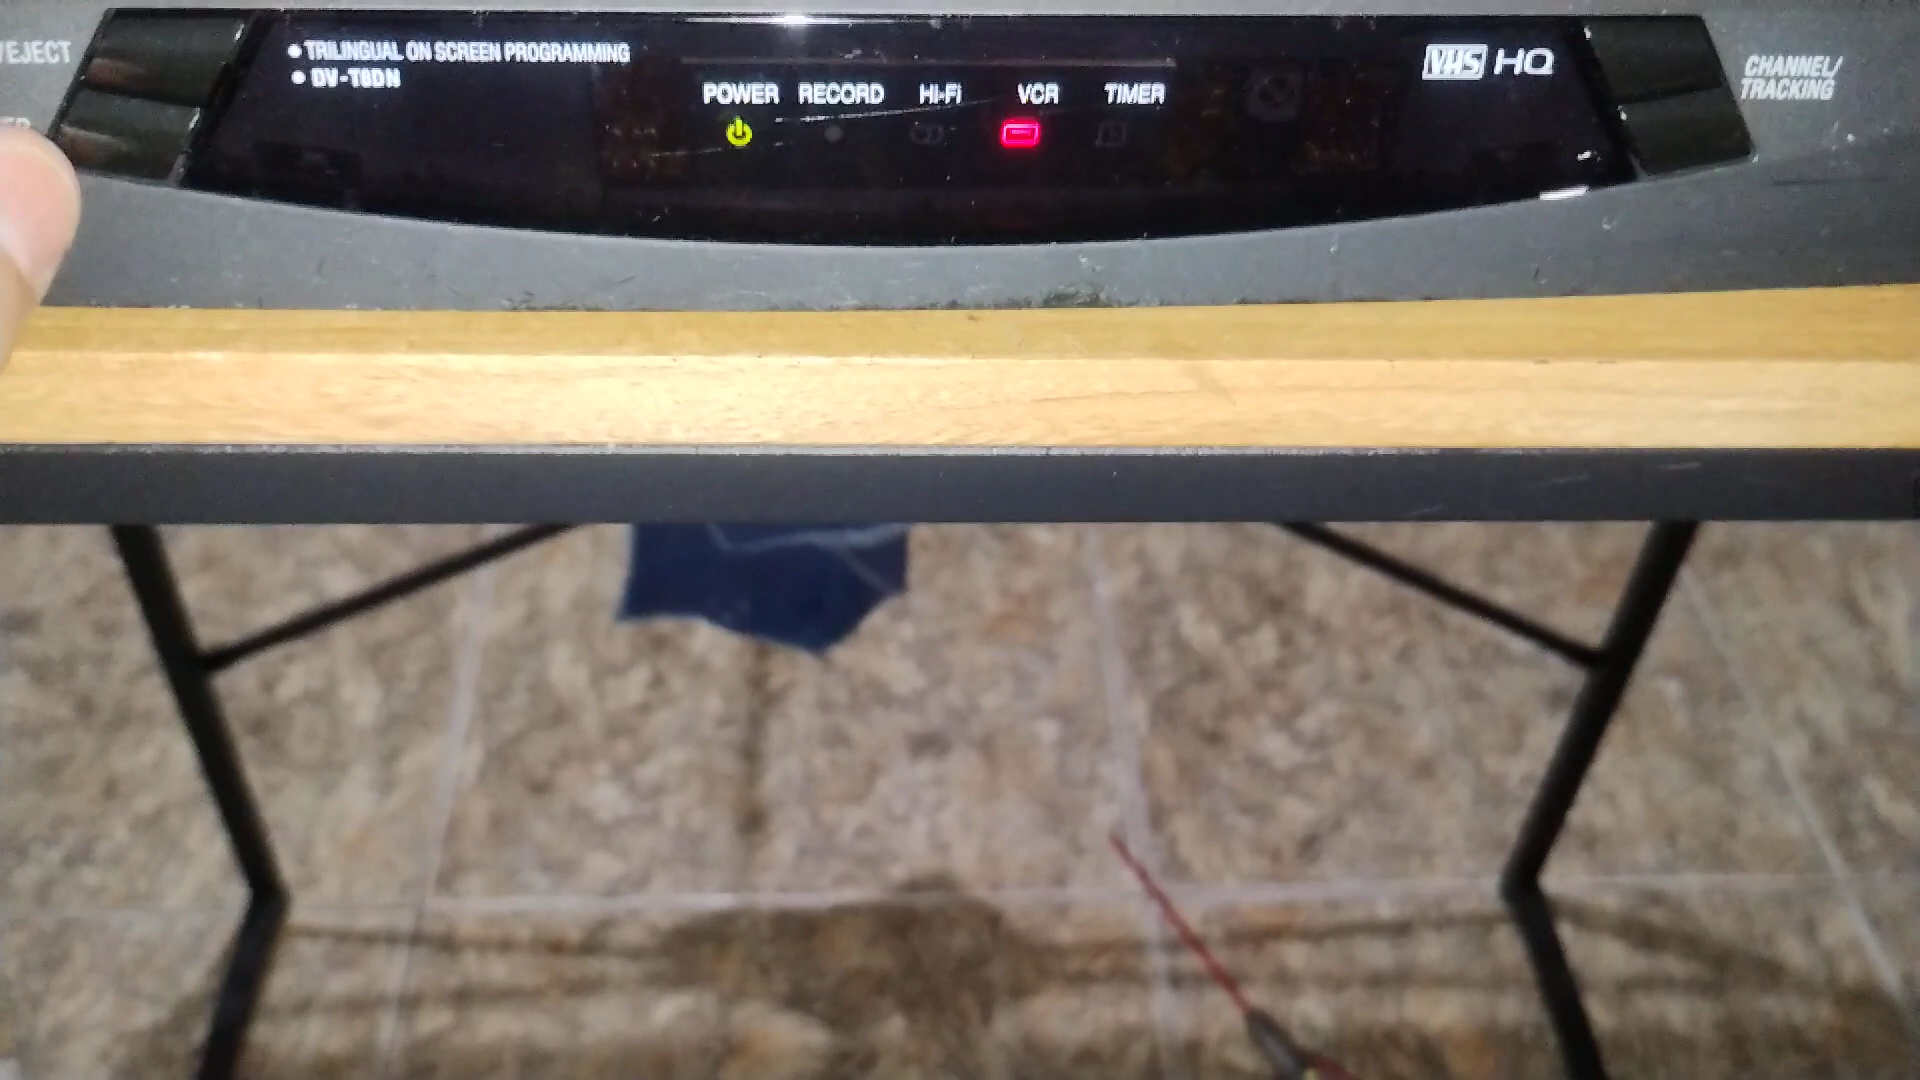 /EJECT
• TRILINGUAL ON SCREEN PROGRAMMING
• DV-T8DN
POWER RECORD Hi-Fi VCR TIMER
VHS HQ
CHANNEL/
TRACKING